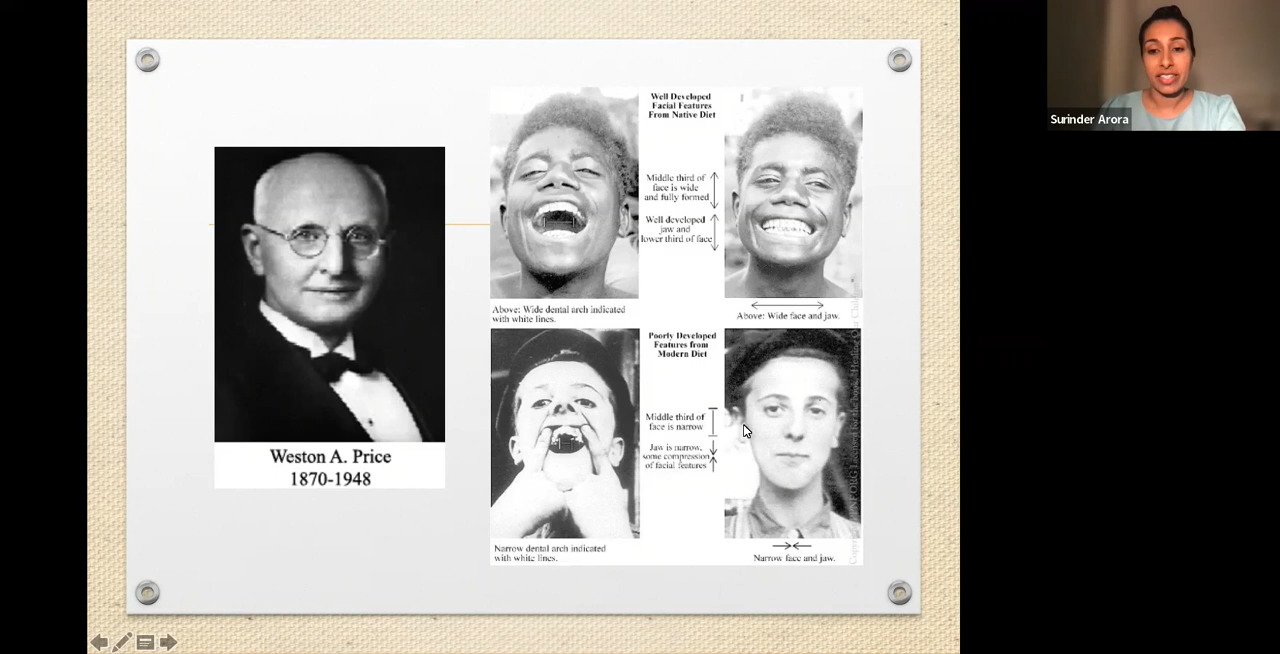 Surinder Arora
Well Developed
Facial Features
From Native Diet
Middle third of
face is wide
and fully formed
Well developed
jaw and
lower third of face
Above: Wide dental arch indicated
with white lines.
Above: Wide face and jaw.
Weston A. Price
1870-1948
Poorly Developed
Features from
Modern Diet
Middle third of
face is narrow
Jaw is narrow,
some compression
of facial features
Narrow dental arch indicated
with white lines.
Narrow face and jaw.